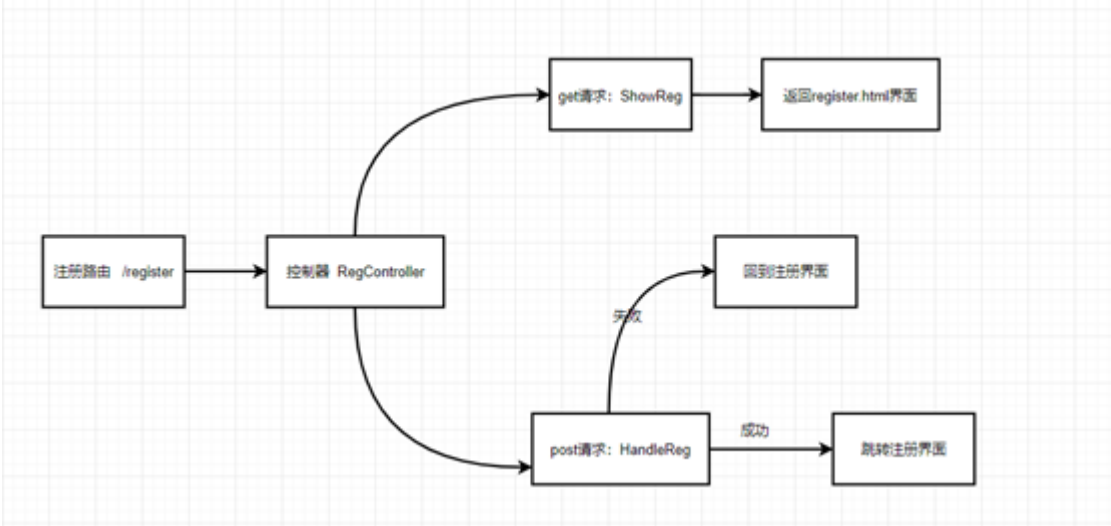 get请求：ShowReg
返回register.html界面
注册路由 /register
控制器 RegController
回到注册界面
失败
post请求：HandleReg
成功
跳转注册界面